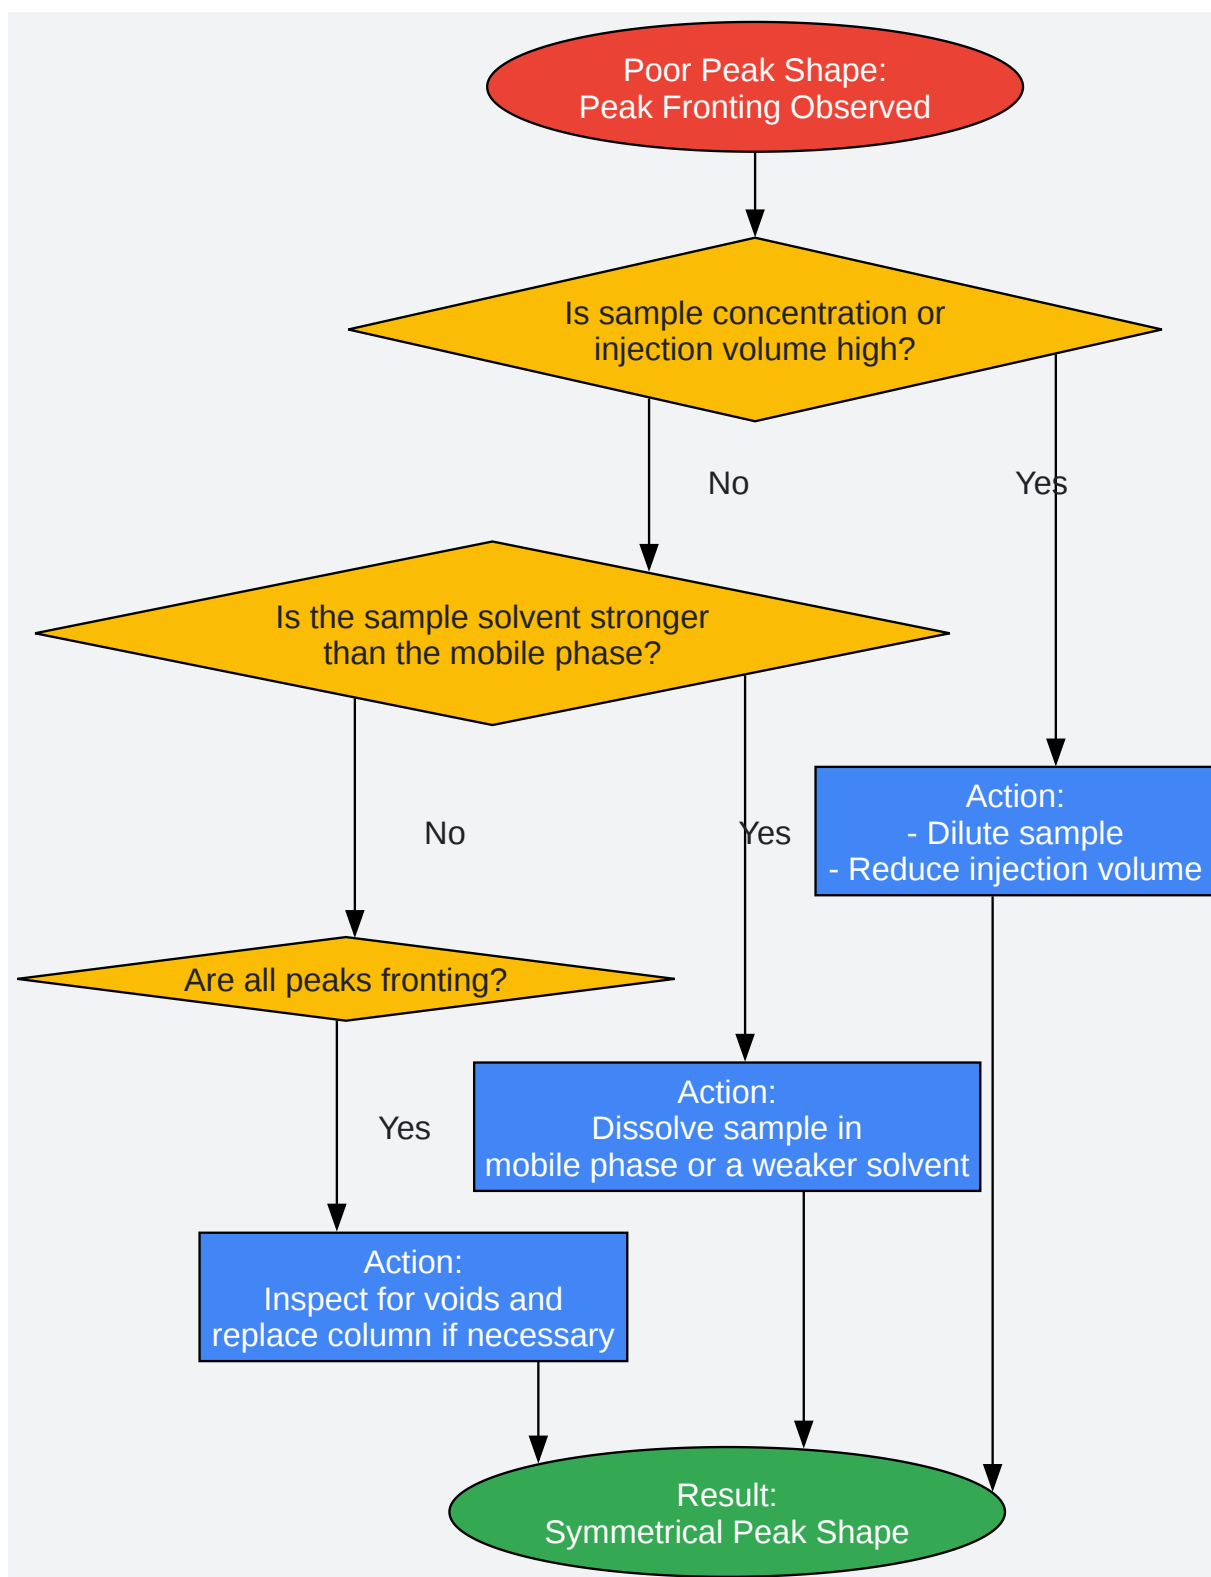 Poor Peak Shape:
Peak Fronting Observed
Is sample concentration or
injection volume high?
No
Yes
Is the sample solvent stronger
than the mobile phase?
Action:
- Dilute sample
- Reduce injection volume
No
Yes
Are all peaks fronting?
Action:
Dissolve sample in
mobile phase or a weaker solvent
Yes
Action:
Inspect for voids and
replace column if necessary
Result:
Symmetrical Peak Shape